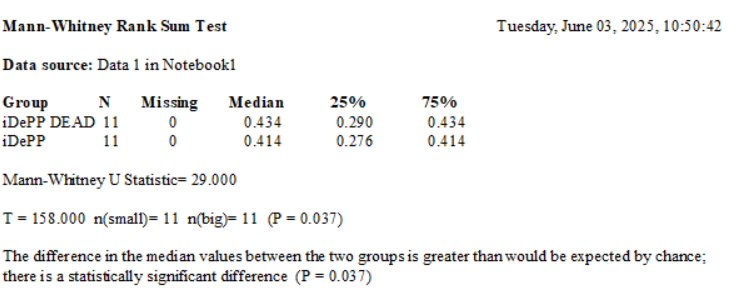 Mann-Whitney Rank Sum Test Tuesday, June 03, 2025, 10:50:42
Data source: Data 1 in Notebook1
Group N Missing Median 25% 75%
iDePP DEAD 11 0 0.434 0.290 0.434
iDePP 11 0 0.414 0.276 0.414
Mann-Whitney U Statistic= 29.000
T = 158.000 n(small)= 11 n(big)= 11 (P = 0.037)
The difference in the median values between the two groups is greater than would be expected by chance;
there is a statistically significant difference (P = 0.037)